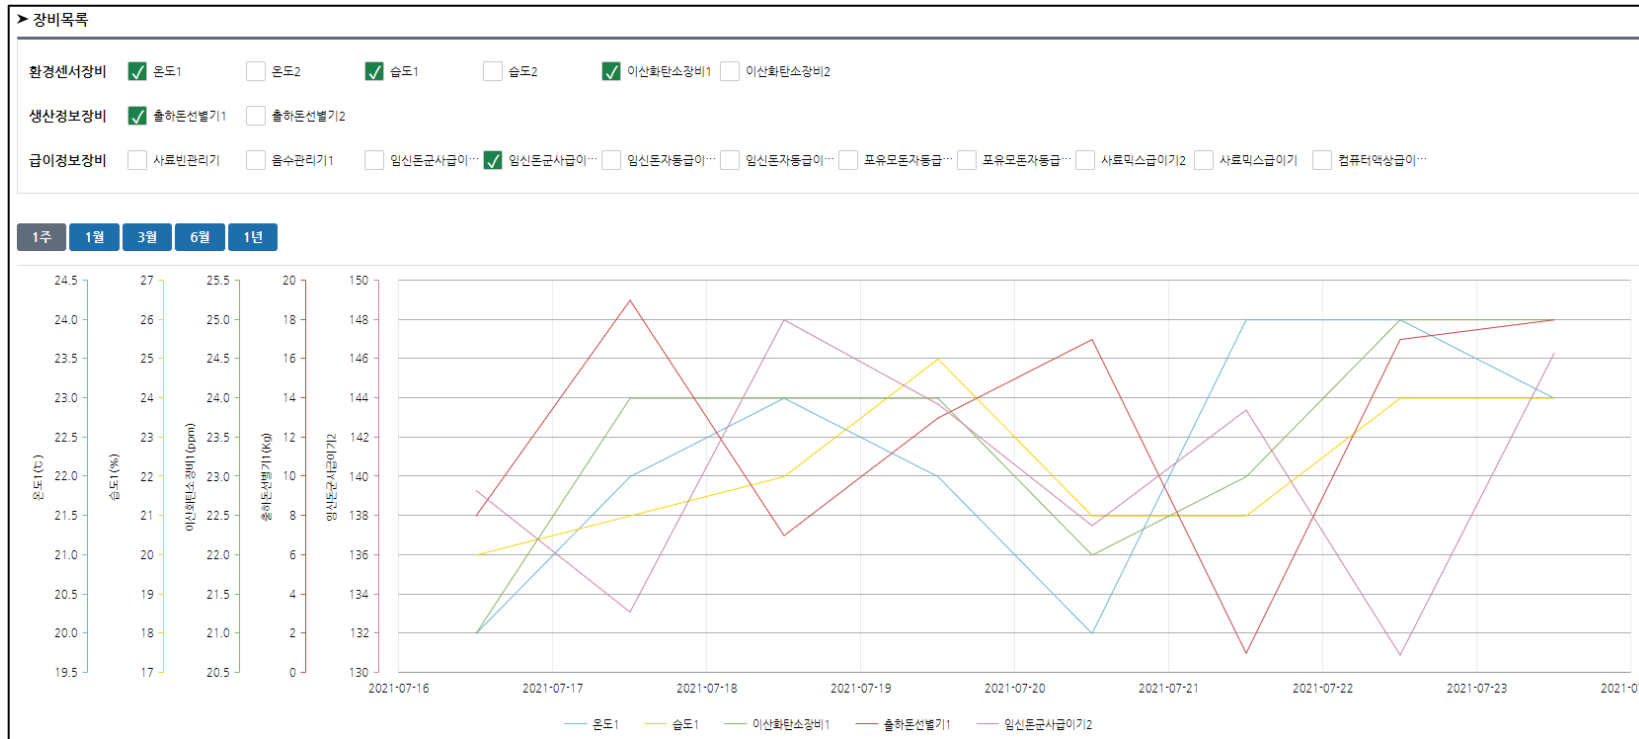 ➤ 장비목록
환경센서장비 온도1 온도2 습도1 습도2 이산화탄소장비1 이산화탄소장비2
생산정보장비 출하돈선별기1 출하돈선별기2
급이정보장비 사료빈관리기 음수관리기1 임신돈군사급이… 임신돈군사급이… 임신돈자동급이… 임신돈자동급이… 포유모돈자동급… 포유모돈자동급… 사료믹스급이기2 사료믹스급이기 컴퓨터액상급이…
1주 1월 3월 6월 1년
24.5 27 25.5 20 150
24.0 26 25.0 18 148
23.5 25 24.5 16 146
23.0 24 24.0 14 144
22.5 23 23.5 12 142
22.0 22 23.0 10 140
21.5 21 22.5 8 138
21.0 20 22.0 6 136
20.5 19 21.5 4 134
20.0 18 21.0 2 132
19.5 17 20.5 0 130
온도1(℃)
습도1(%)
이산화탄소장비1(ppm)
출하돈선별기1(Kg)
임신돈군사급이기2
2021-07-16 2021-07-17 2021-07-18 2021-07-19 2021-07-20 2021-07-21 2021-07-22 2021-07-23 2021-0
온도1 습도1 이산화탄소장비1 출하돈선별기1 임신돈군사급이기2